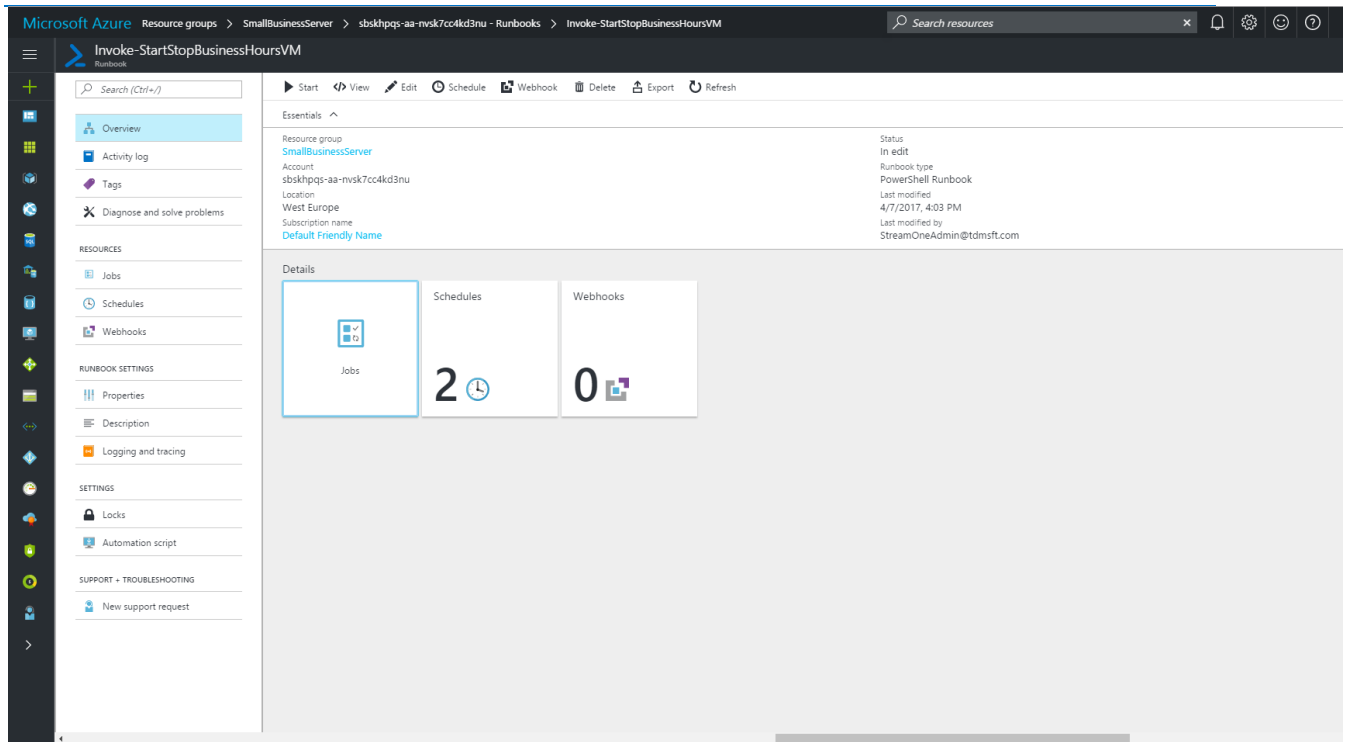 Microsoft Azure Resource groups > SmallBusinessServer > sbskhpqs-aa-nvsk7cc4kd3nu - Runbooks > Invoke-StartStopBusinessHoursVM
Search resources
Invoke-StartStopBusinessHoursVM
Runbook
Search (Ctrl+/)
Overview
Activity log
Tags
Diagnose and solve problems
RESOURCES
Jobs
Schedules
Webhooks
RUNBOOK SETTINGS
Properties
Description
Logging and tracing
SETTINGS
Locks
Automation script
SUPPORT + TROUBLESHOOTING
New support request
Start View Edit Schedule Webhook Delete Export Refresh
Essentials
Resource group
SmallBusinessServer
Account
sbskhpqs-aa-nvsk7cc4kd3nu
Location
West Europe
Subscription name
Default Friendly Name
Status
In edit
Runbook type
PowerShell Runbook
Last modified
4/7/2017, 4:03 PM
Last modified by
StreamOneAdmin@tdmsft.com
Details
Jobs
Schedules
2
Webhooks
0